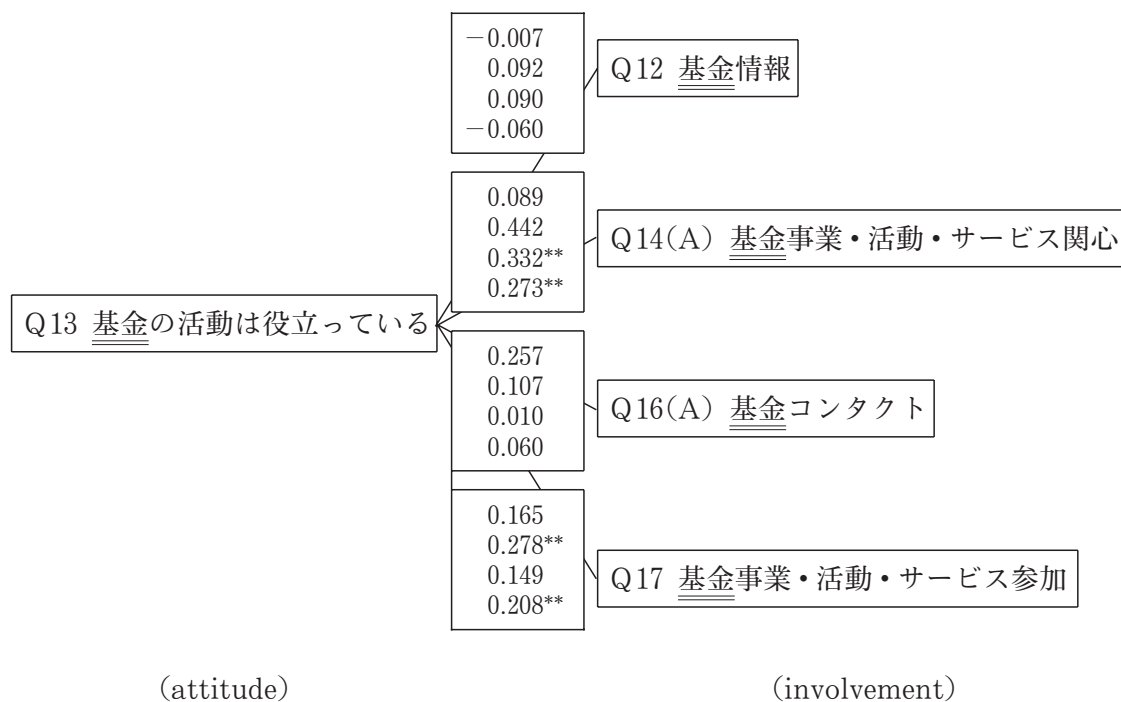 −0.007
0.092
0.090
−0.060
Q12 基金情報
0.089
0.442
0.332**
0.273**
Q14(A) 基金事業・活動・サービス関心
Q13 基金の活動は役立っている
0.257
0.107
0.010
0.060
Q16(A) 基金コンタクト
0.165
0.278**
0.149
0.208**
Q17 基金事業・活動・サービス参加
(attitude)
(involvement)